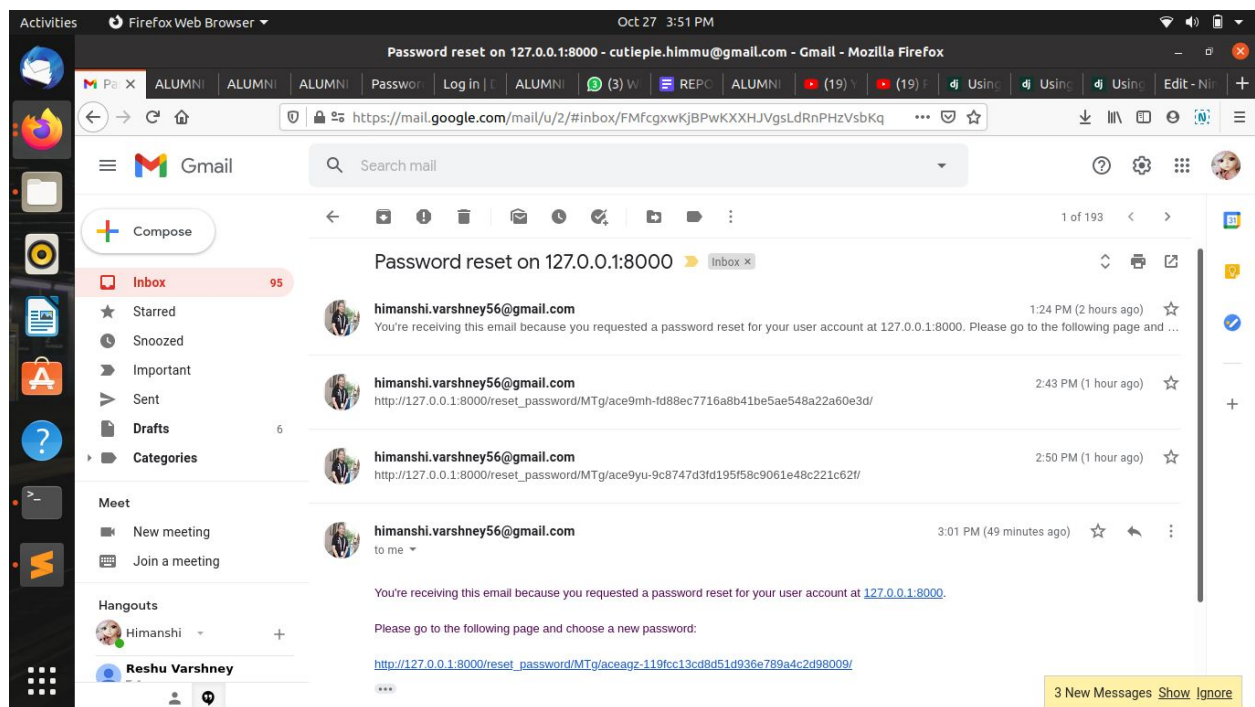 Activities Firefox Web Browser Oct 27 3:51 PM
Password reset on 127.0.0.1:8000 - cutiepie.himmu@gmail.com - Gmail - Mozilla Firefox
Pa ALUMNI ALUMNI ALUMNI Passwor Log in | D ALUMNI (3) W REPO ALUMNI (19) Y (19) F dj Using dj Using dj Using Edit - Nin
https://mail.google.com/mail/u/2/#inbox/FMfcgxwKjBPwKXXHJVgsLdRnPHzVsbKq
Gmail
Search mail
Compose
1 of 193
31
Password reset on 127.0.0.1:8000 Inbox ×
Inbox 95
Starred
Snoozed
Important
Sent
Drafts 6
Categories
Meet
New meeting
Join a meeting
Hangouts
Himanshi
Reshu Varshney
himanshi.varshney56@gmail.com 1:24 PM (2 hours ago)
You're receiving this email because you requested a password reset for your user account at 127.0.0.1:8000. Please go to the following page and ...
himanshi.varshney56@gmail.com 2:43 PM (1 hour ago)
http://127.0.0.1:8000/reset_password/MTg/ace9mh-fd88ec7716a8b41be5ae548a22a60e3d/
himanshi.varshney56@gmail.com 2:50 PM (1 hour ago)
http://127.0.0.1:8000/reset_password/MTg/ace9yu-9c8747d3fd195f58c9061e48c221c62f/
himanshi.varshney56@gmail.com 3:01 PM (49 minutes ago)
to me
You're receiving this email because you requested a password reset for your user account at 127.0.0.1:8000.
Please go to the following page and choose a new password:
http://127.0.0.1:8000/reset_password/MTg/aceagz-119fcc13cd8d51d936e789a4c2d98009/
3 New Messages Show Ignore